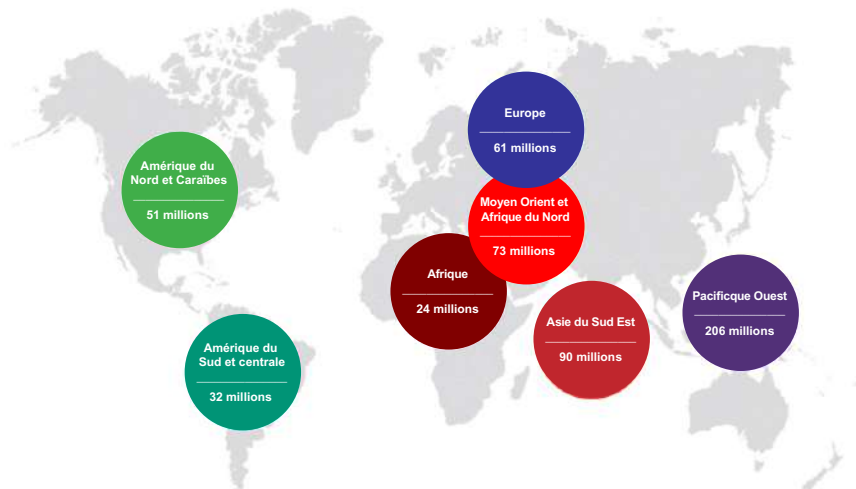 Europe
61 millions
Amérique du
Nord et Caraïbes
51 millions
Moyen Orient et
Afrique du Nord
73 millions
Afrique
24 millions
Pacificque Ouest
206 millions
Asie du Sud Est
90 millions
Amérique du
Sud et centrale
32 millions